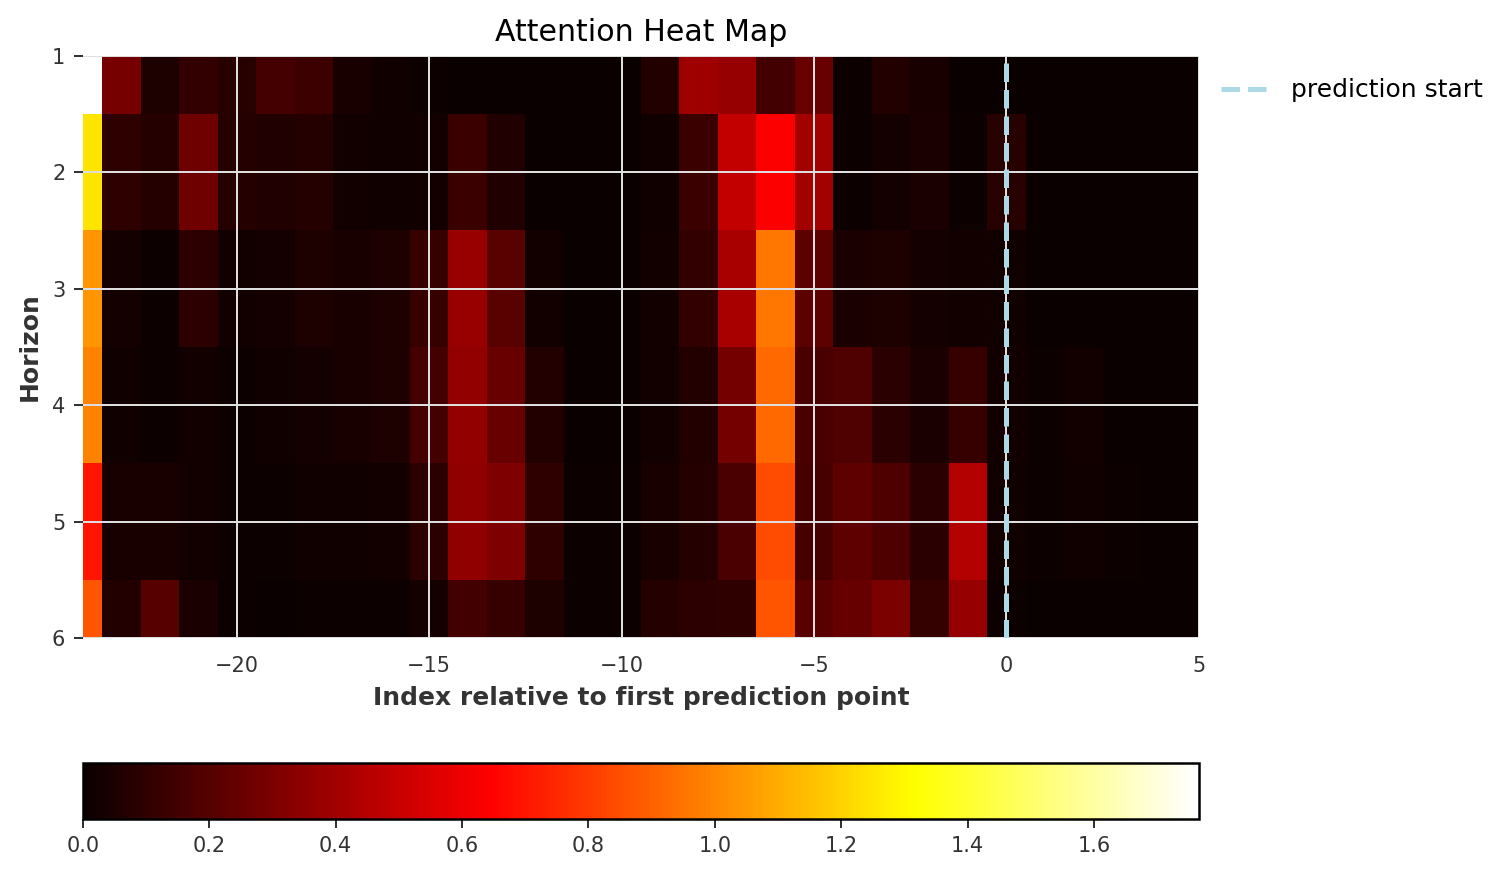 Attention Heat Map
prediction start
1
2
3
4
5
6
Horizon
−20 −15 −10 −5 0 5
Index relative to first prediction point
0.0 0.2 0.4 0.6 0.8 1.0 1.2 1.4 1.6